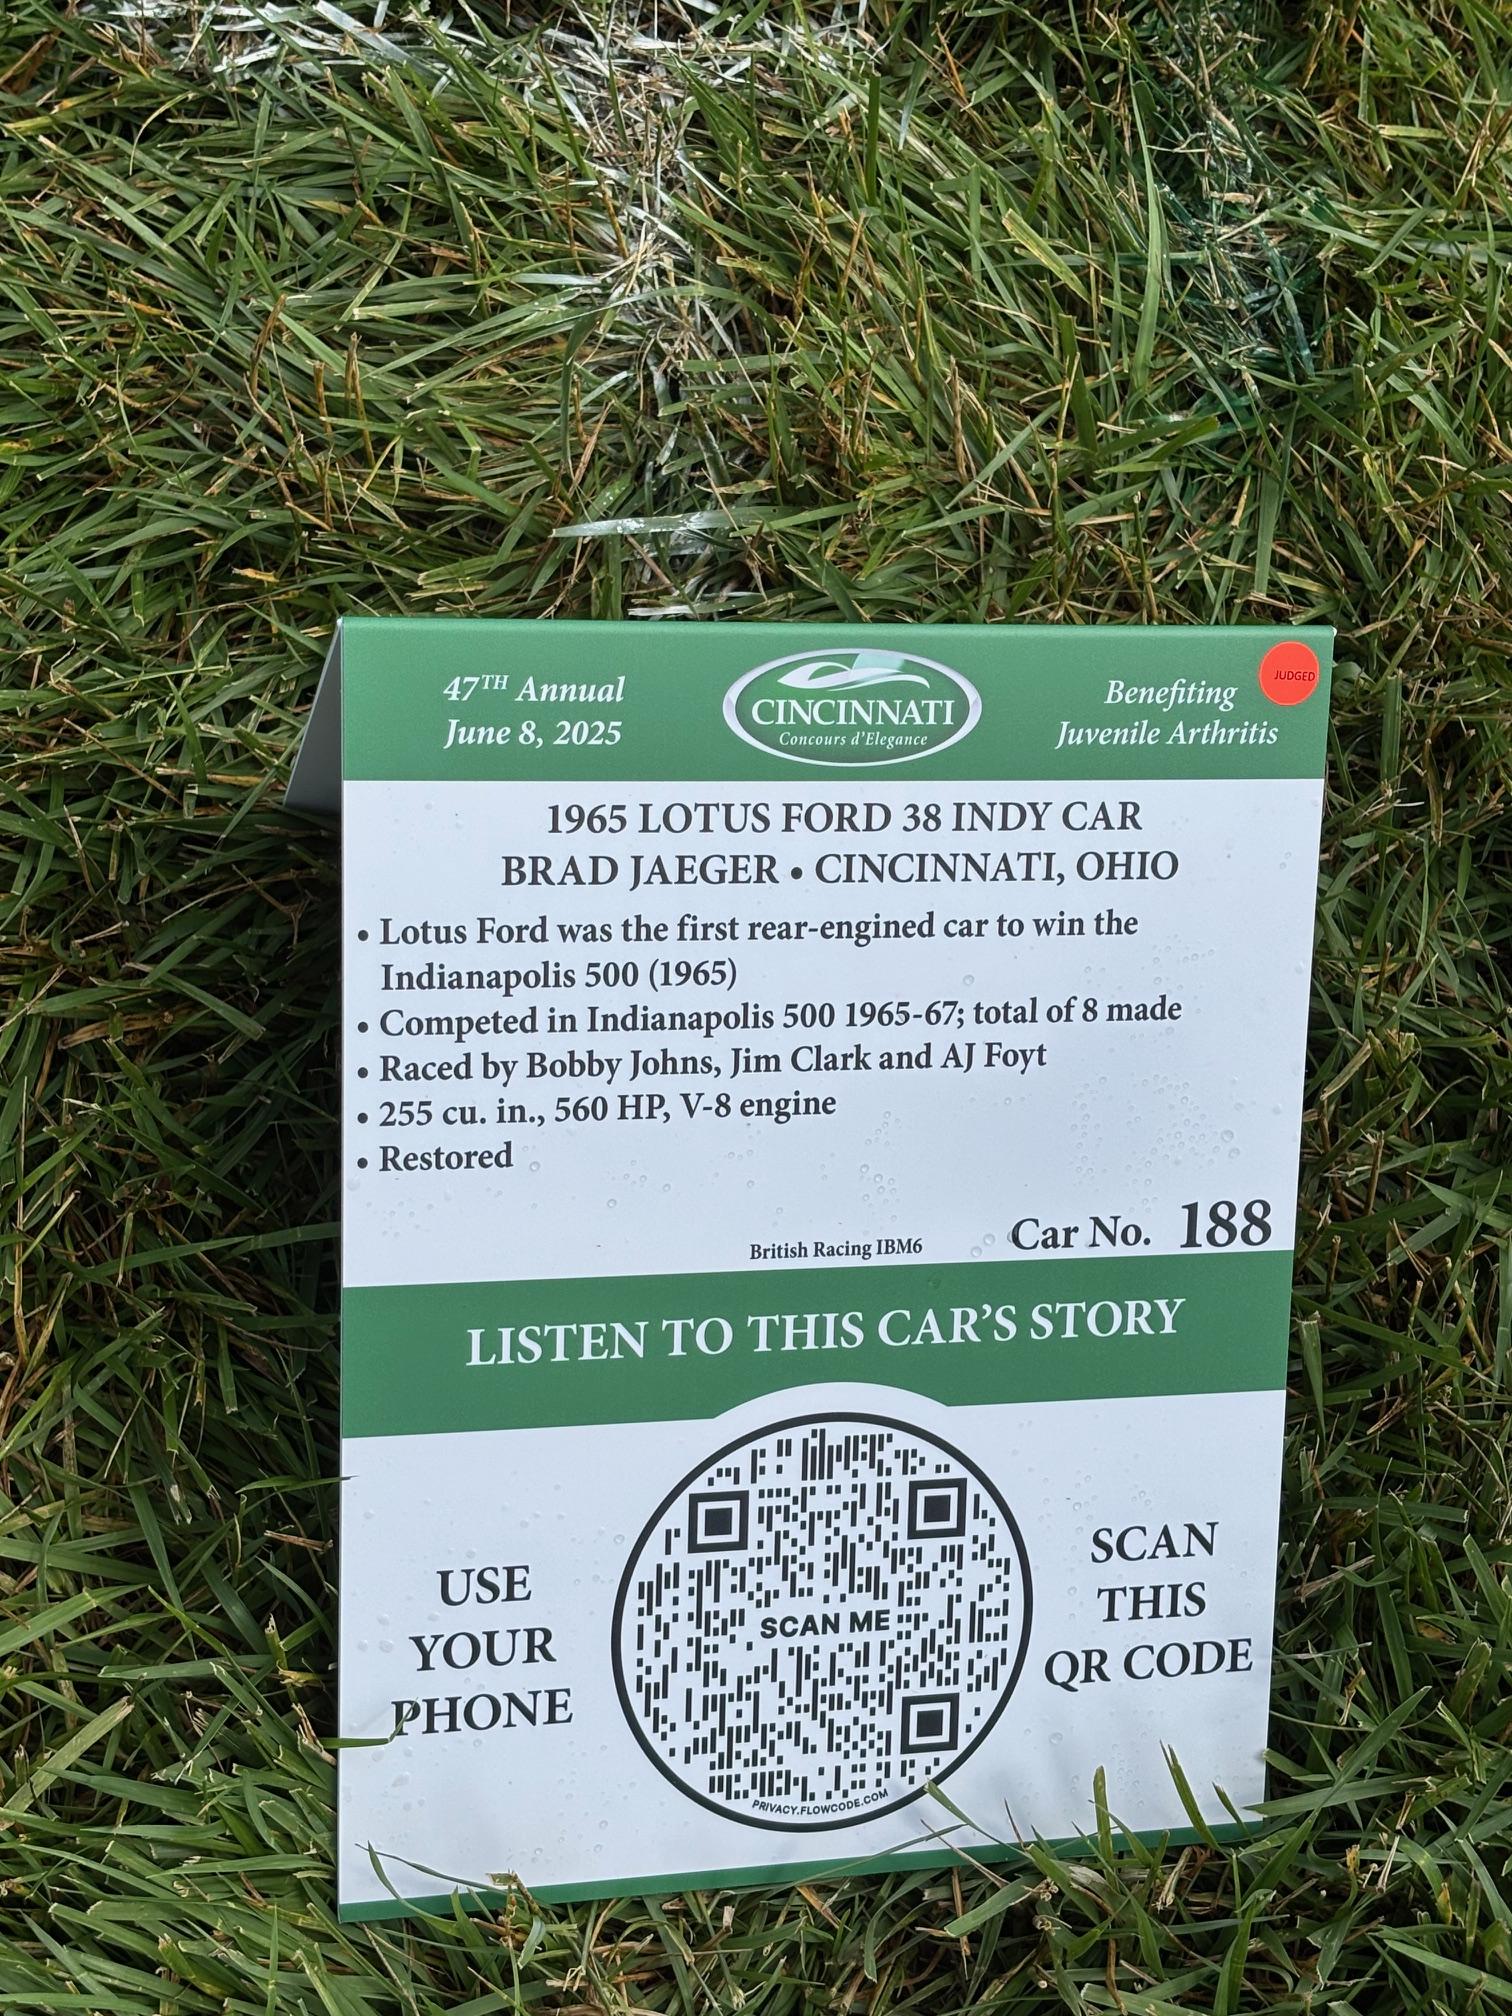 47TH Annual
June 8, 2025
CINCINNATI
Concours d'Elegance
Benefiting
Juvenile Arthritis
JUDGED
1965 LOTUS FORD 38 INDY CAR
BRAD JAEGER • CINCINNATI, OHIO
• Lotus Ford was the first rear-engined car to win the
Indianapolis 500 (1965)
• Competed in Indianapolis 500 1965-67; total of 8 made
• Raced by Bobby Johns, Jim Clark and AJ Foyt
• 255 cu. in., 560 HP, V-8 engine
• Restored
British Racing IBM6
Car No. 188
LISTEN TO THIS CAR'S STORY
USE
YOUR
PHONE
SCAN ME
PRIVACY.FLOWCODE.COM
SCAN
THIS
QR CODE